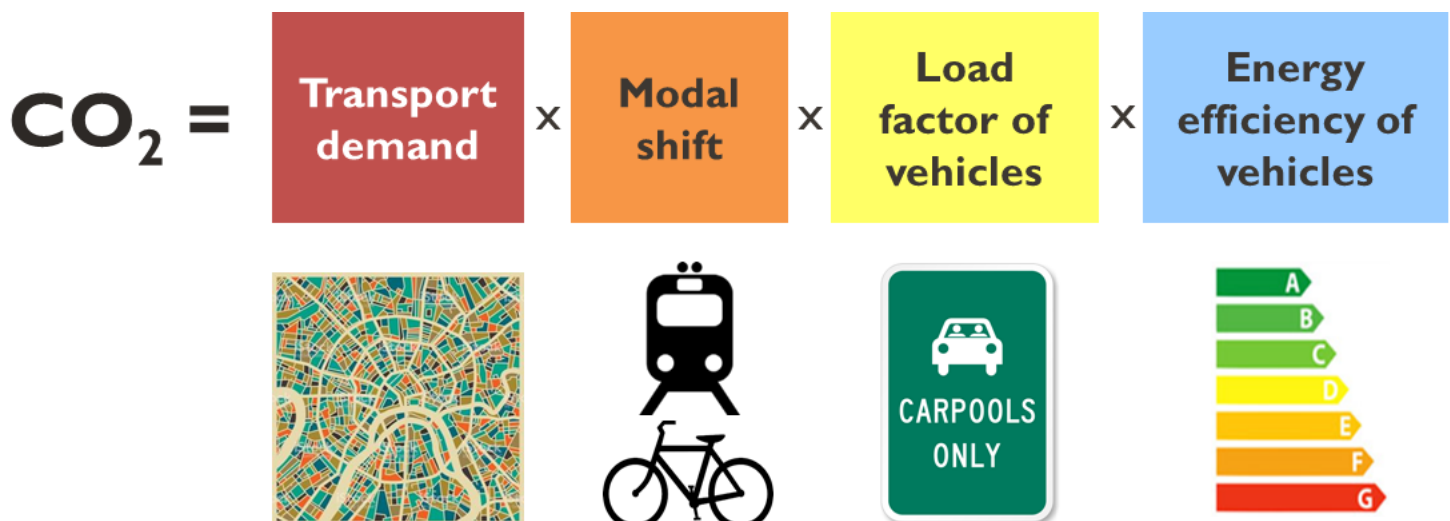 CO₂ =
Transport
demand
x
Modal
shift
x
Load
factor of
vehicles
x
Energy
efficiency of
vehicles
CARPOOLS
ONLY
A
B
C
D
E
F
G